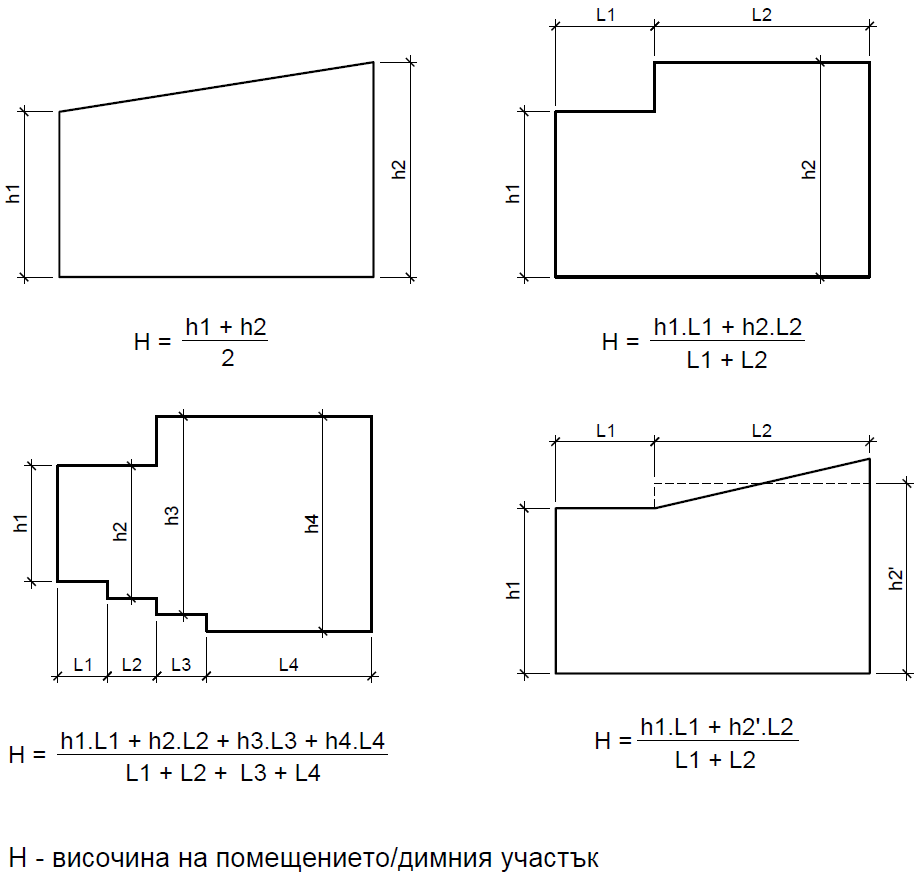 L1 L2
h1 h2
h1 h2
H = h1 + h2 / 2
H = h1.L1 + h2.L2 / L1 + L2
h1 h2 h3 h4
L1 L2 L3 L4
L1 L2
h1 h2'
H = h1.L1 + h2.L2 + h3.L3 + h4.L4 / L1 + L2 + L3 + L4
H = h1.L1 + h2'.L2 / L1 + L2
H - височина на помещението/димния участък